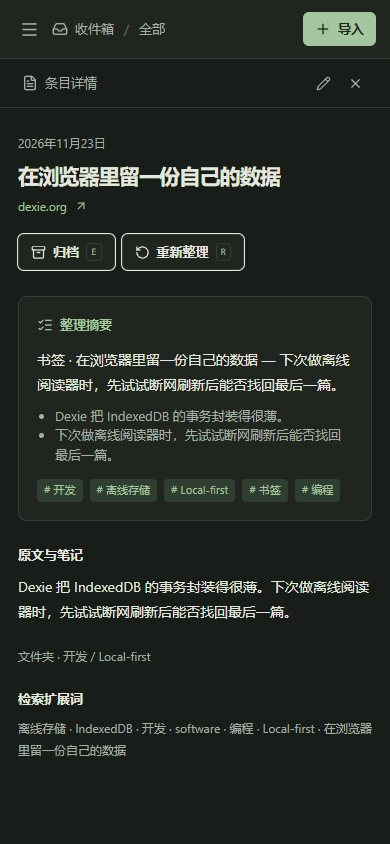 收件箱 / 全部
导入
条目详情
2026年11月23日
在浏览器里留一份自己的数据
dexie.org
归档 E
重新整理 R
整理摘要
书签 · 在浏览器里留一份自己的数据 — 下次做离线
阅读器时，先试试断网刷新后能否找回最后一篇。
Dexie 把 IndexedDB 的事务封装得很薄。
下次做离线阅读器时，先试试断网刷新后能否找回
最后一篇。
# 开发 # 离线存储 # Local-first # 书签 # 编程
原文与笔记
Dexie 把 IndexedDB 的事务封装得很薄。下次做离线阅读
器时，先试试断网刷新后能否找回最后一篇。
文件夹 · 开发 / Local-first
检索扩展词
离线存储 · IndexedDB · 开发 · software · 编程 · Local-first · 在浏览器
里留一份自己的数据